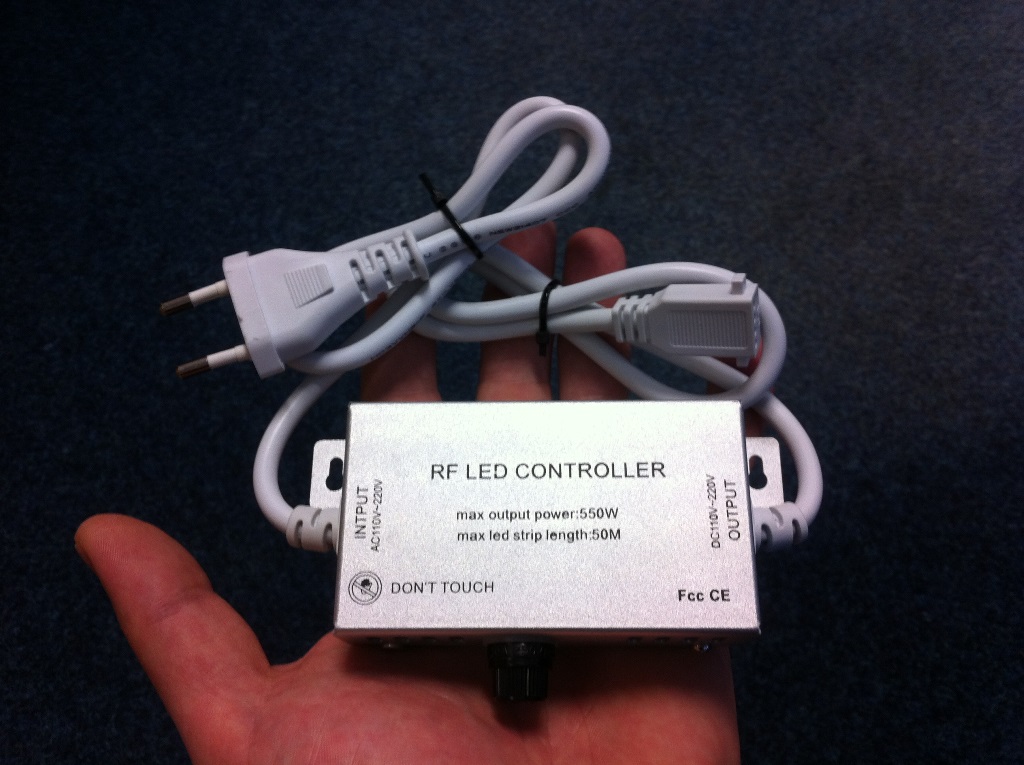 RF LED CONTROLLER
max output power:550W
max led strip length:50M
INTPUT
AC110V~220V
DC110V~220V
OUTPUT
DON'T TOUCH
Fcc CE